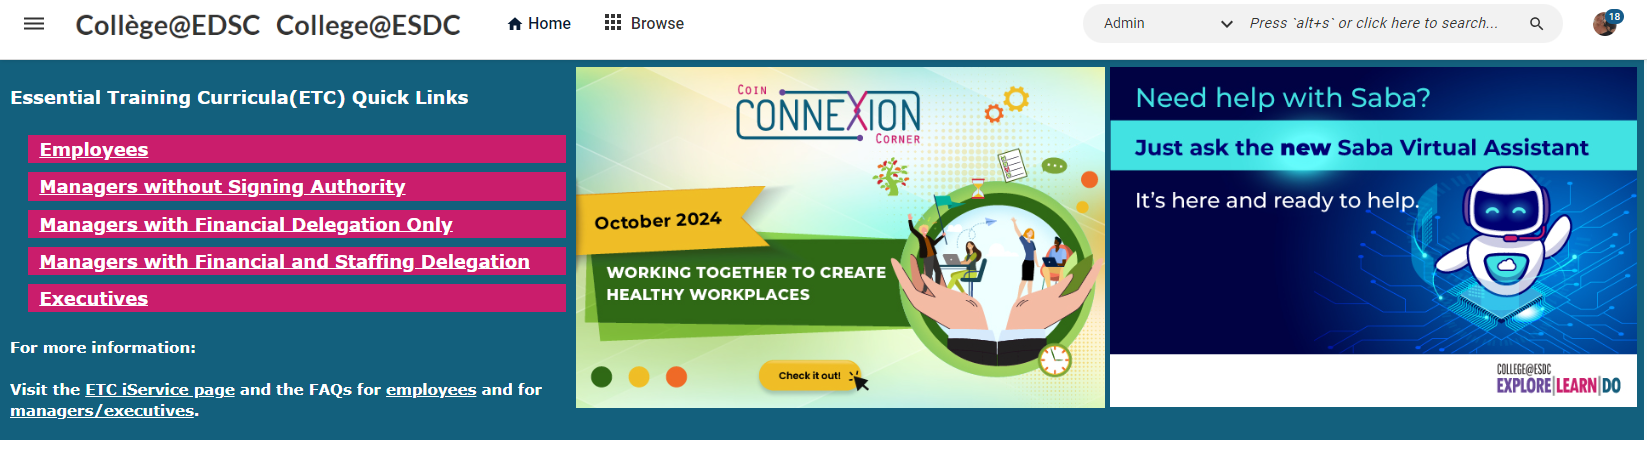 Collège@EDSC College@ESDC
Home
Browse
Admin
Press `alt+s` or click here to search...
18
Essential Training Curricula(ETC) Quick Links
Employees
Managers without Signing Authority
Managers with Financial Delegation Only
Managers with Financial and Staffing Delegation
Executives
For more information:
Visit the ETC iService page and the FAQs for employees and for
managers/executives.
COIN
CONNEXION
CORNER
October 2024
WORKING TOGETHER TO CREATE
HEALTHY WORKPLACES
Check it out!
Need help with Saba?
Just ask the new Saba Virtual Assistant
It's here and ready to help.
COLLEGE@ESDC
EXPLORE|LEARN|DO